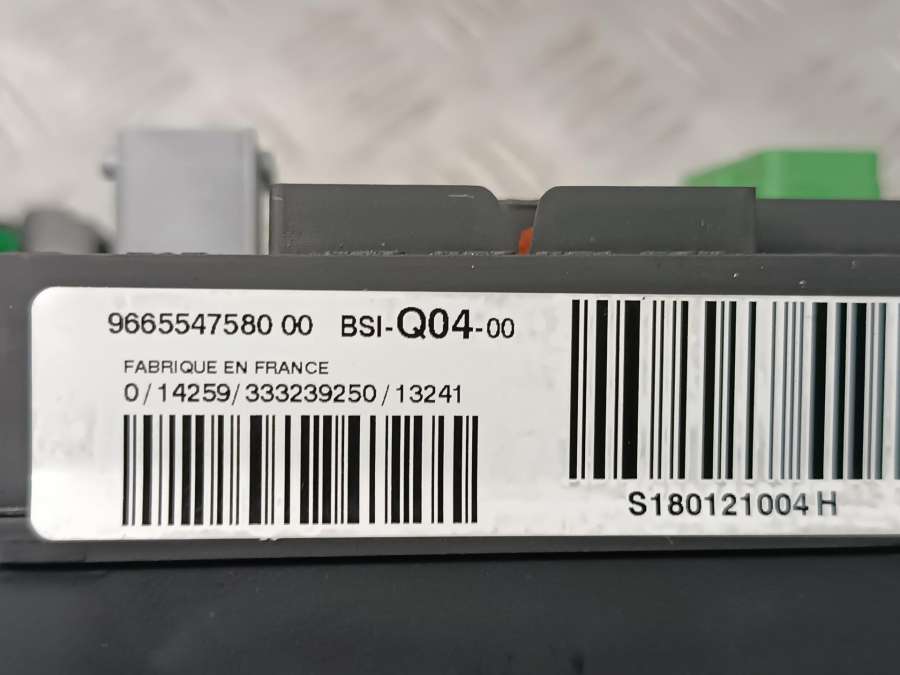 9665547580 00 BSI-Q04-00
FABRIQUE EN FRANCE
0/14259/333239250/13241
S180121004 H